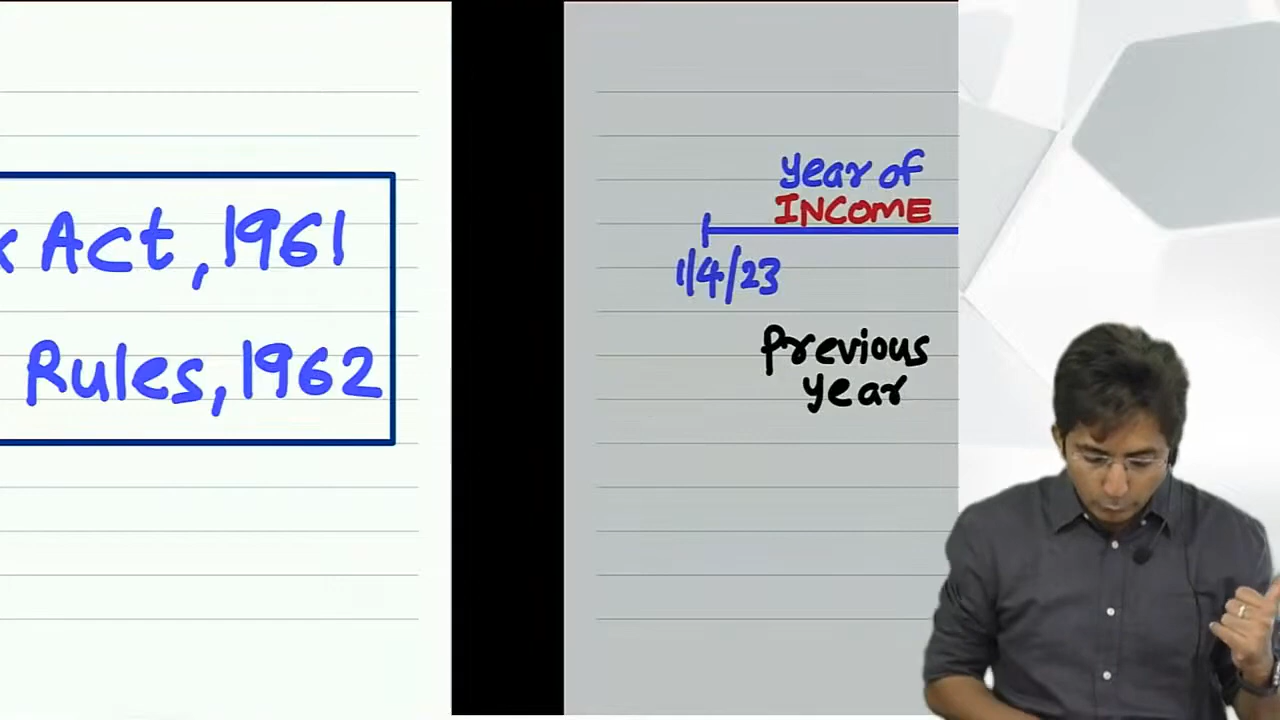 Act, 1961
Rules, 1962
Year of
INCOME
1/4/23
Previous
year